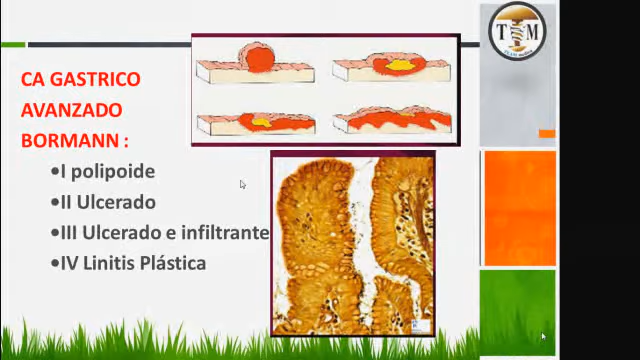 CA GASTRICO
AVANZADO
BORMANN :
•I polipoide
•II Ulcerado
•III Ulcerado e infiltrante
•IV Linitis Plástica
T M